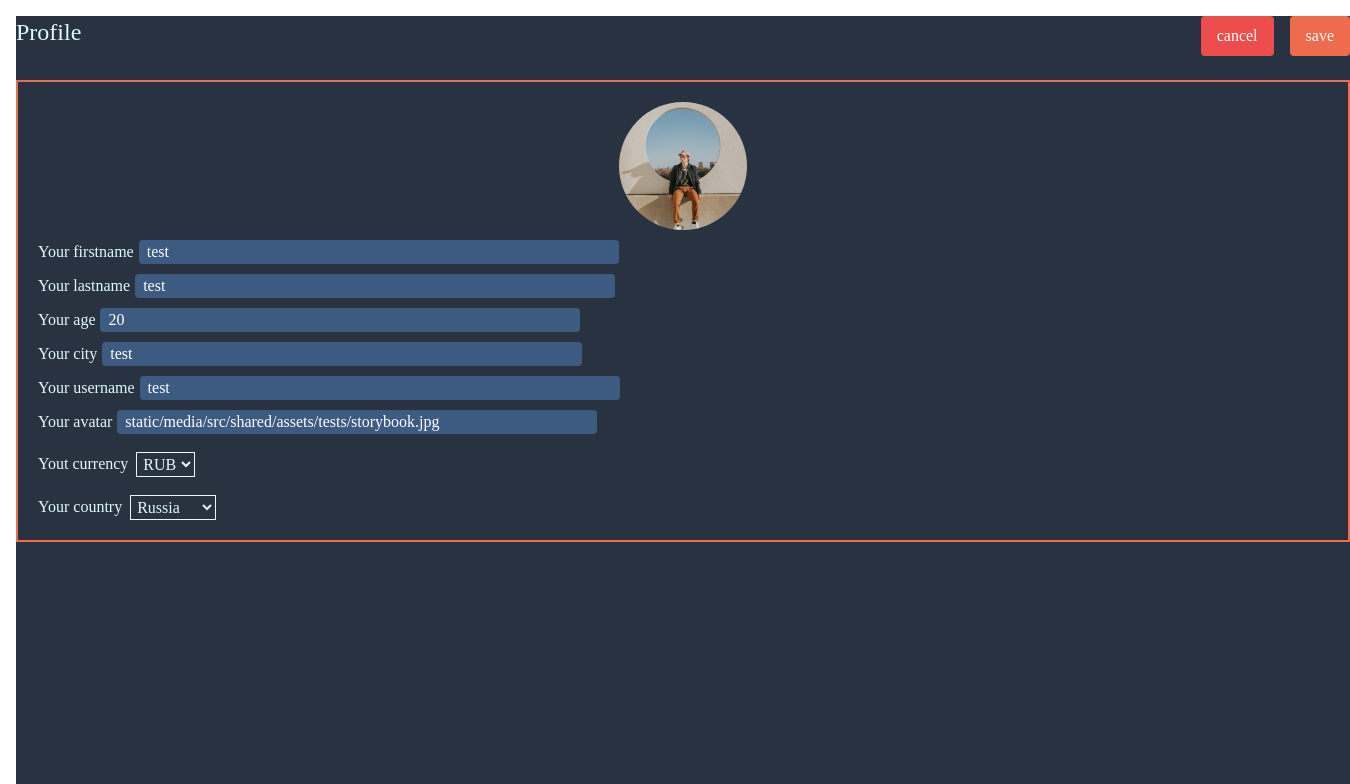 Profile cancel save
Your firstname test
Your lastname test
Your age 20
Your city test
Your username test
Your avatar static/media/src/shared/assets/tests/storybook.jpg
Yout currency RUB
Your country Russia